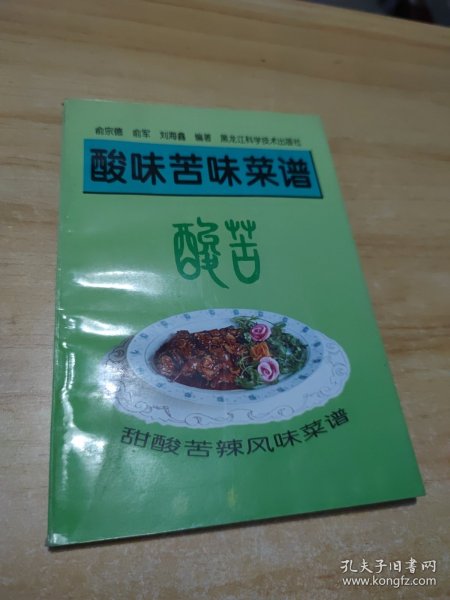 俞宗德 俞军 刘海鑫 编著 黑龙江科学技术出版社
酸味苦味菜谱
酸苦
甜酸苦辣风味菜谱
孔夫子旧书网
www.kongfz.com